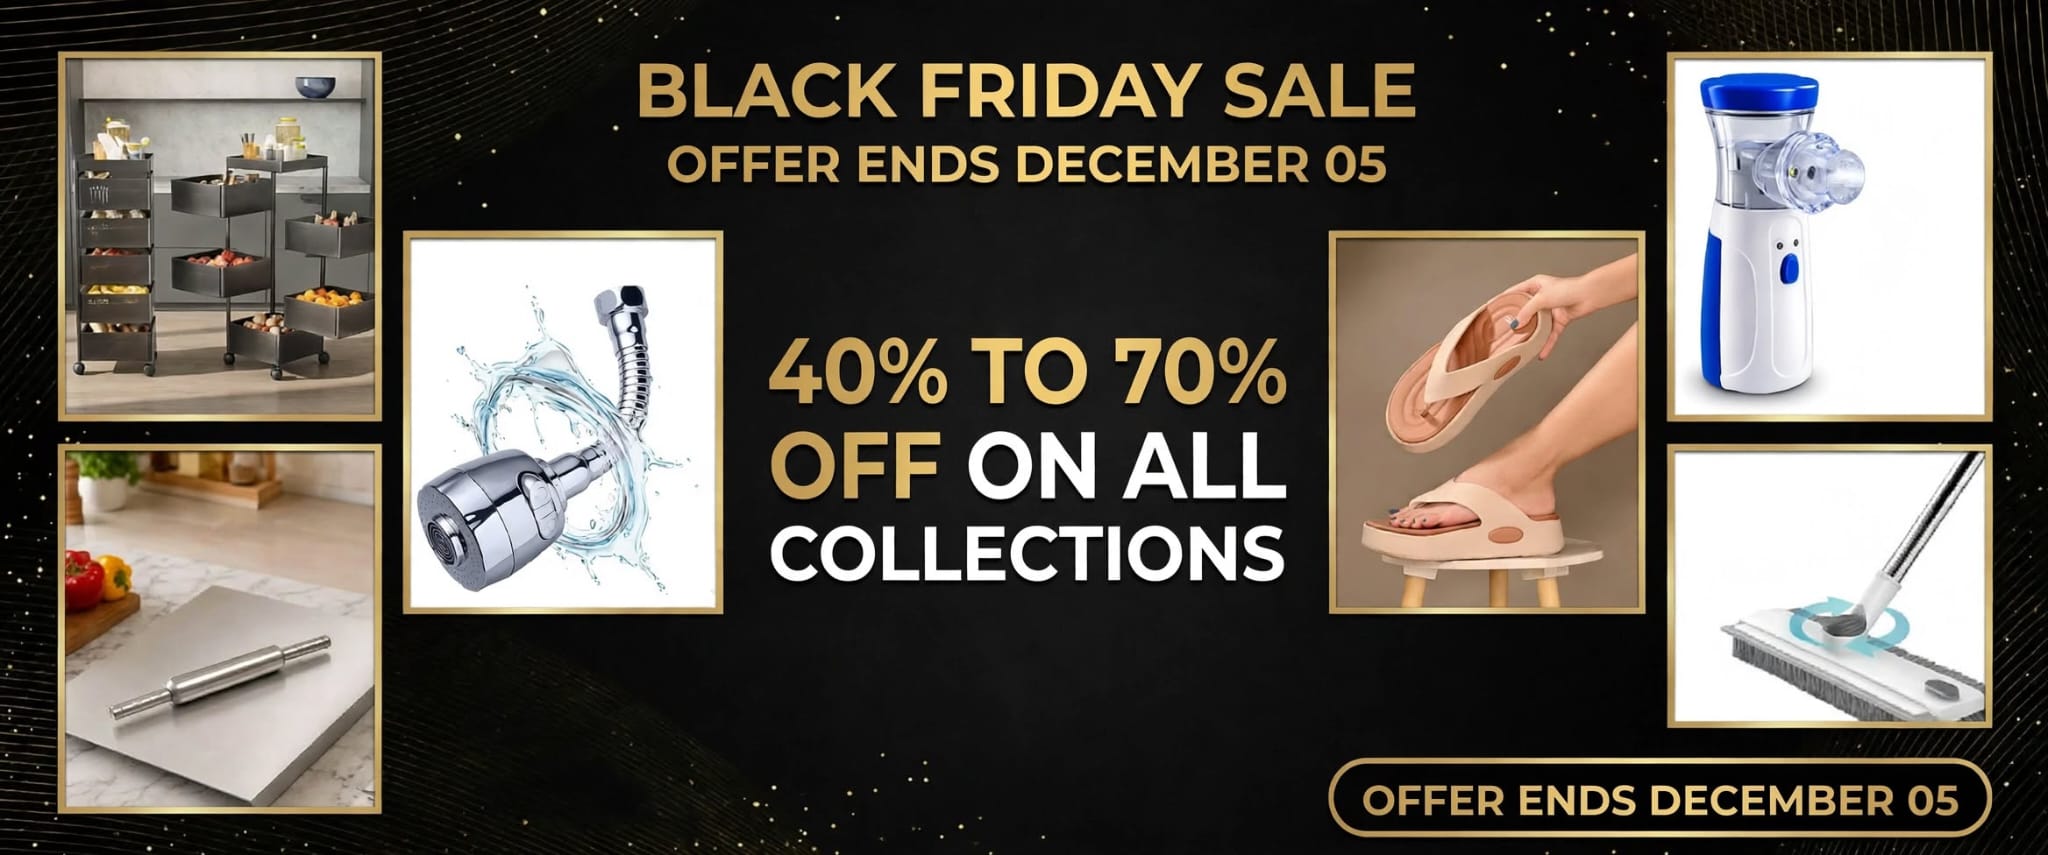 BLACK FRIDAY SALE
OFFER ENDS DECEMBER 05
40% TO 70%
OFF ON ALL
COLLECTIONS
OFFER ENDS DECEMBER 05